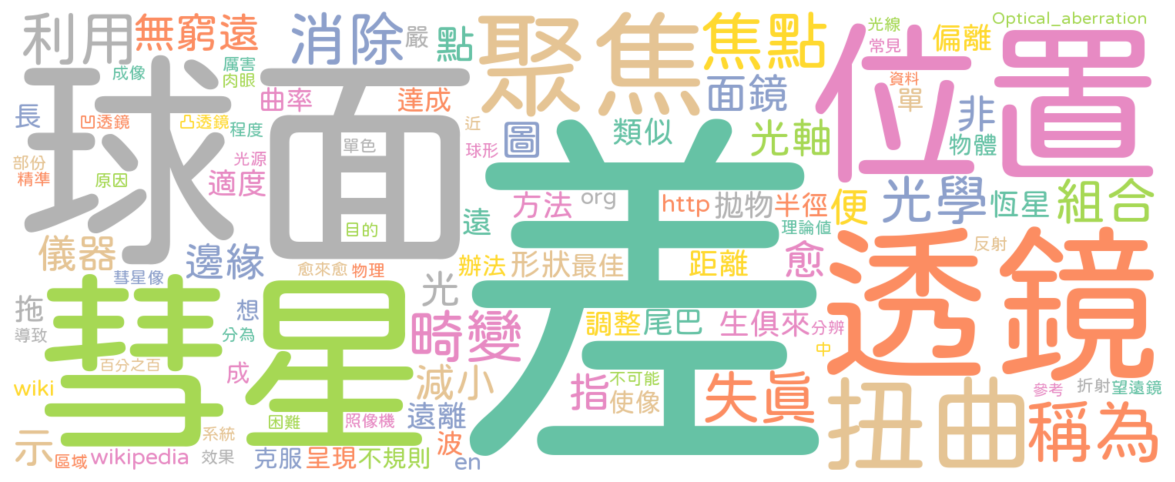 利用 無窮遠 消除 嚴 點 聚焦 焦點 光線 Optical_aberration
常見 偏離 位置
成像 厲害 肉眼 曲率 達成 面鏡 資料 單 非
長 凹透鏡 凸透鏡 程度 球面 近 圖 類似 光軸 物體
部份 精準 原因 光源 適度 單色 球形 差 光學 恆星 組合
方法 org http 拋物 半徑 便
儀器 邊緣 目的 遠 理論值
彗星像 愈來愈 物理 辦法 形狀 最佳 距離 愈 透鏡 反射
拖 想 光 調整 尾巴 生俱來 分辨
導致 分為 畸變 中
彗星 百分之百 成 減小 指 不可能 使像 失真 扭曲 參考 折射 望遠鏡
wiki 困難 照像機 遠離 稱為
示 系統 波
區域 wikipedia 效果 克服 呈現 不規則 en